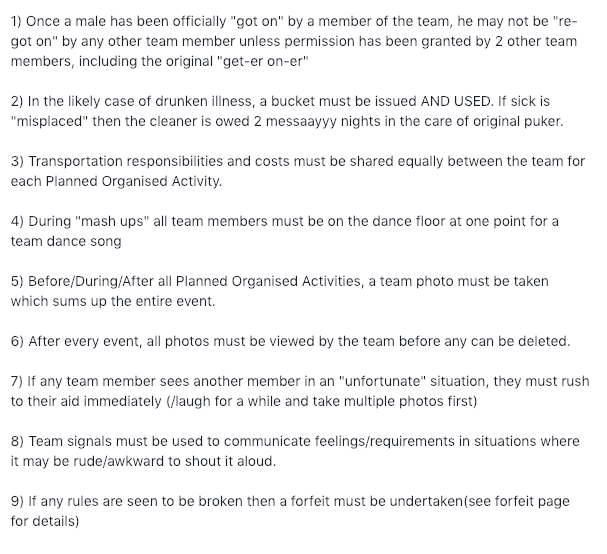 1) Once a male has been officially "got on" by a member of the team, he may not be "re-
got on" by any other team member unless permission has been granted by 2 other team
members, including the original "get-er on-er"
2) In the likely case of drunken illness, a bucket must be issued AND USED. If sick is
"misplaced" then the cleaner is owed 2 messaayyy nights in the care of original puker.
3) Transportation responsibilities and costs must be shared equally between the team for
each Planned Organised Activity.
4) During "mash ups" all team members must be on the dance floor at one point for a
team dance song
5) Before/During/After all Planned Organised Activities, a team photo must be taken
which sums up the entire event.
6) After every event, all photos must be viewed by the team before any can be deleted.
7) If any team member sees another member in an "unfortunate" situation, they must rush
to their aid immediately (/laugh for a while and take multiple photos first)
8) Team signals must be used to communicate feelings/requirements in situations where
it may be rude/awkward to shout it aloud.
9) If any rules are seen to be broken then a forfeit must be undertaken(see forfeit page
for details)